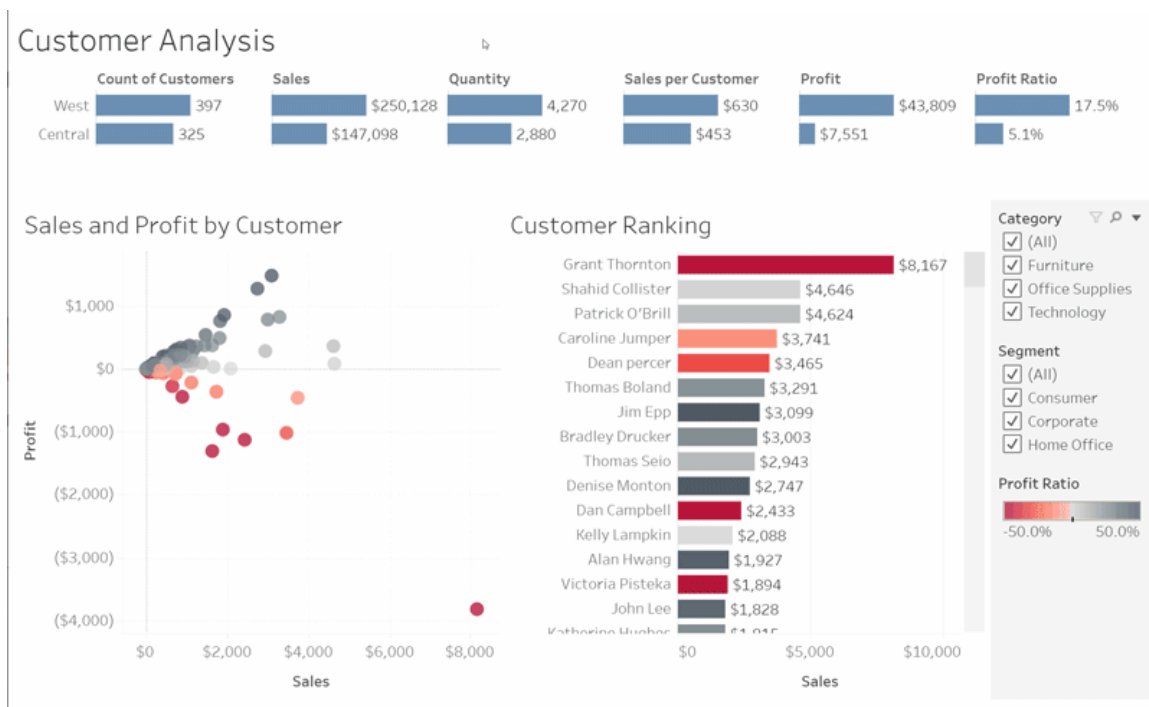 Customer Analysis
Count of Customers Sales Quantity Sales per Customer Profit Profit Ratio
West 397 $250,128 4,270 $630 $43,809 17.5%
Central 325 $147,098 2,880 $453 $7,551 5.1%
Sales and Profit by Customer
Profit
$1,000
$0
($1,000)
($2,000)
($3,000)
($4,000)
$0 $2,000 $4,000 $6,000 $8,000
Sales
Customer Ranking
Grant Thornton $8,167
Shahid Collister $4,646
Patrick O'Brill $4,624
Caroline Jumper $3,741
Dean percer $3,465
Thomas Boland $3,291
Jim Epp $3,099
Bradley Drucker $3,003
Thomas Seio $2,943
Denise Monton $2,747
Dan Campbell $2,433
Kelly Lampkin $2,088
Alan Hwang $1,927
Victoria Pisteka $1,894
John Lee $1,828
Katherine Hughes $1,815
$0 $5,000 $10,000
Sales
Category
(All)
Furniture
Office Supplies
Technology
Segment
(All)
Consumer
Corporate
Home Office
Profit Ratio
-50.0% 50.0%